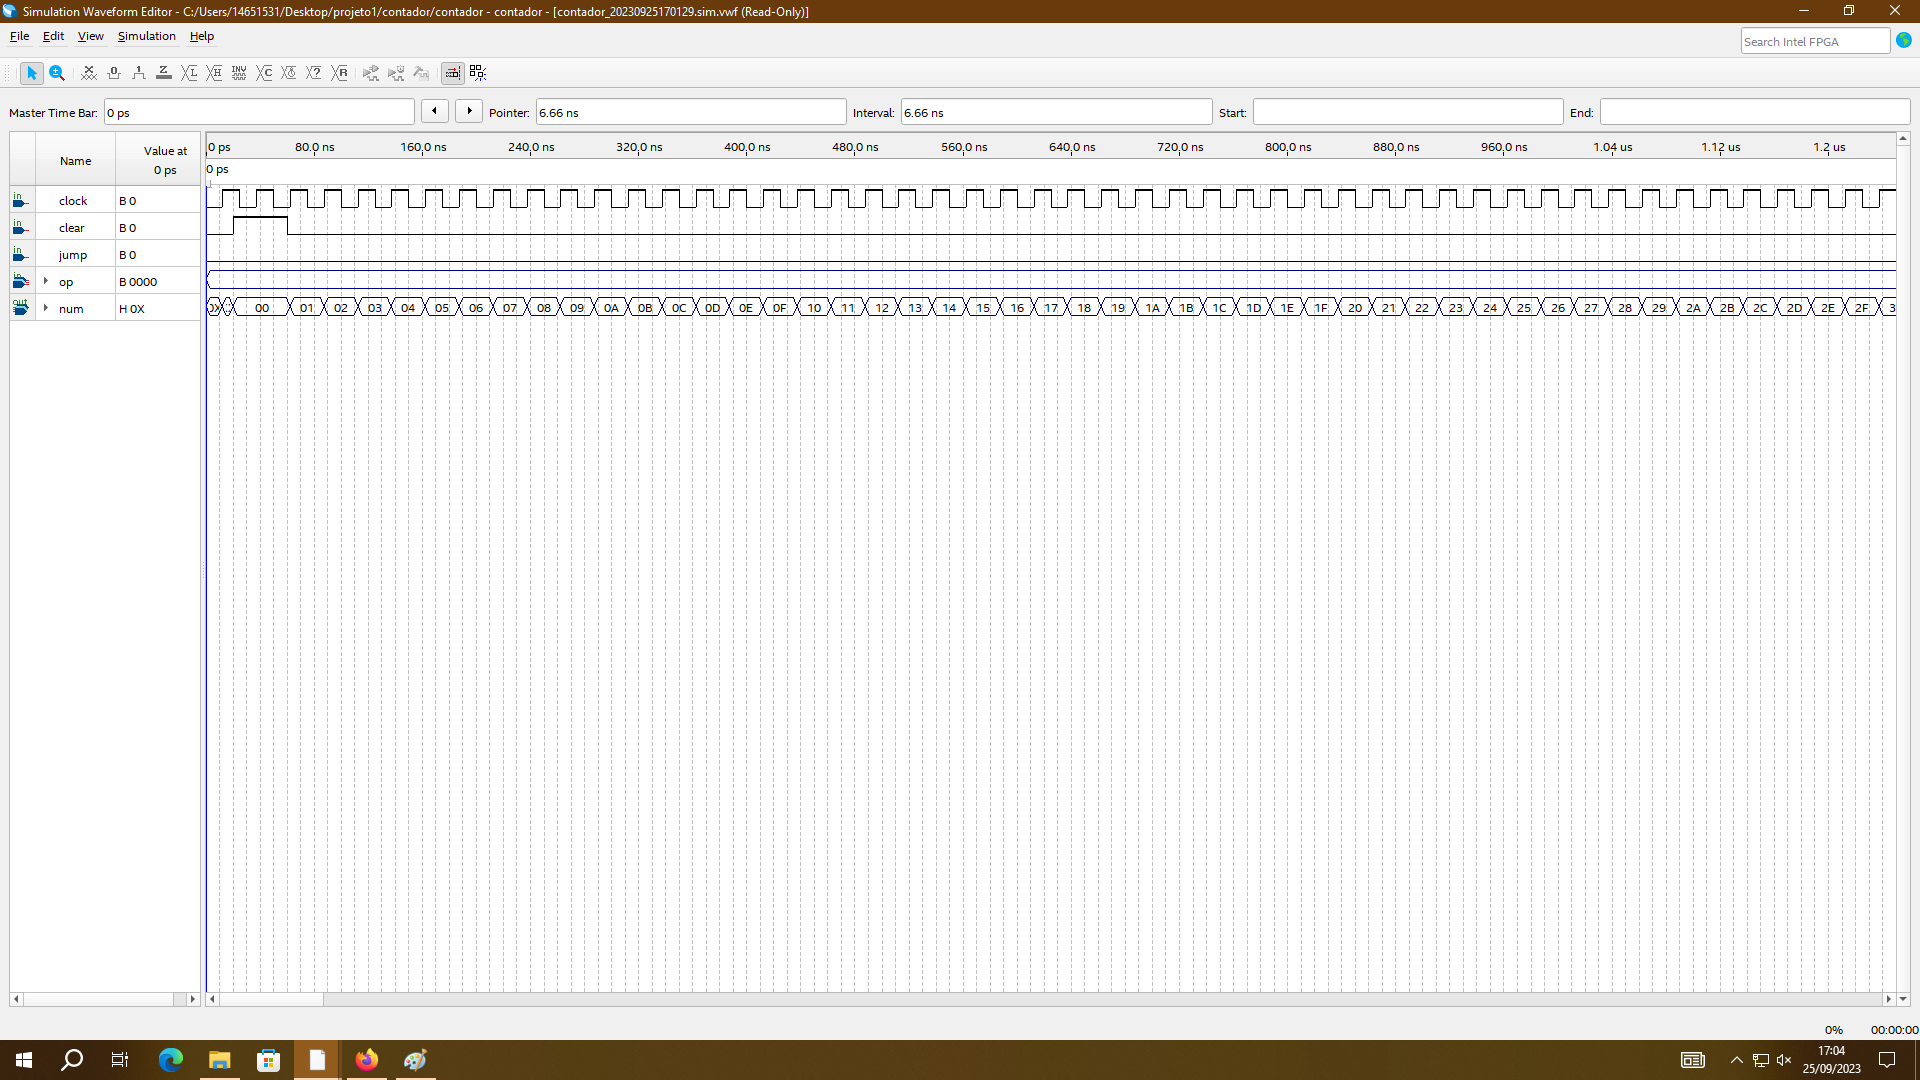 Simulation Waveform Editor - C:/Users/14651531/Desktop/projeto1/contador/contador - contador - [contador_20230925170129.sim.vwf (Read-Only)]
File Edit View Simulation Help
Search Intel FPGA
Master Time Bar: 0 ps Pointer: 6.66 ns Interval: 6.66 ns Start: End:
Name Value at 0 ps
0 ps 80.0 ns 160.0 ns 240.0 ns 320.0 ns 400.0 ns 480.0 ns 560.0 ns 640.0 ns 720.0 ns 800.0 ns 880.0 ns 960.0 ns 1.04 us 1.12 us 1.2 us
0 ps
in clock B 0
in clear B 0
in jump B 0
in op B 0000
out num H 0X 0X 00 01 02 03 04 05 06 07 08 09 0A 0B 0C 0D 0E 0F 10 11 12 13 14 15 16 17 18 19 1A 1B 1C 1D 1E 1F 20 21 22 23 24 25 26 27 28 29 2A 2B 2C 2D 2E 2F 3
0% 00:00:00
17:04
25/09/2023